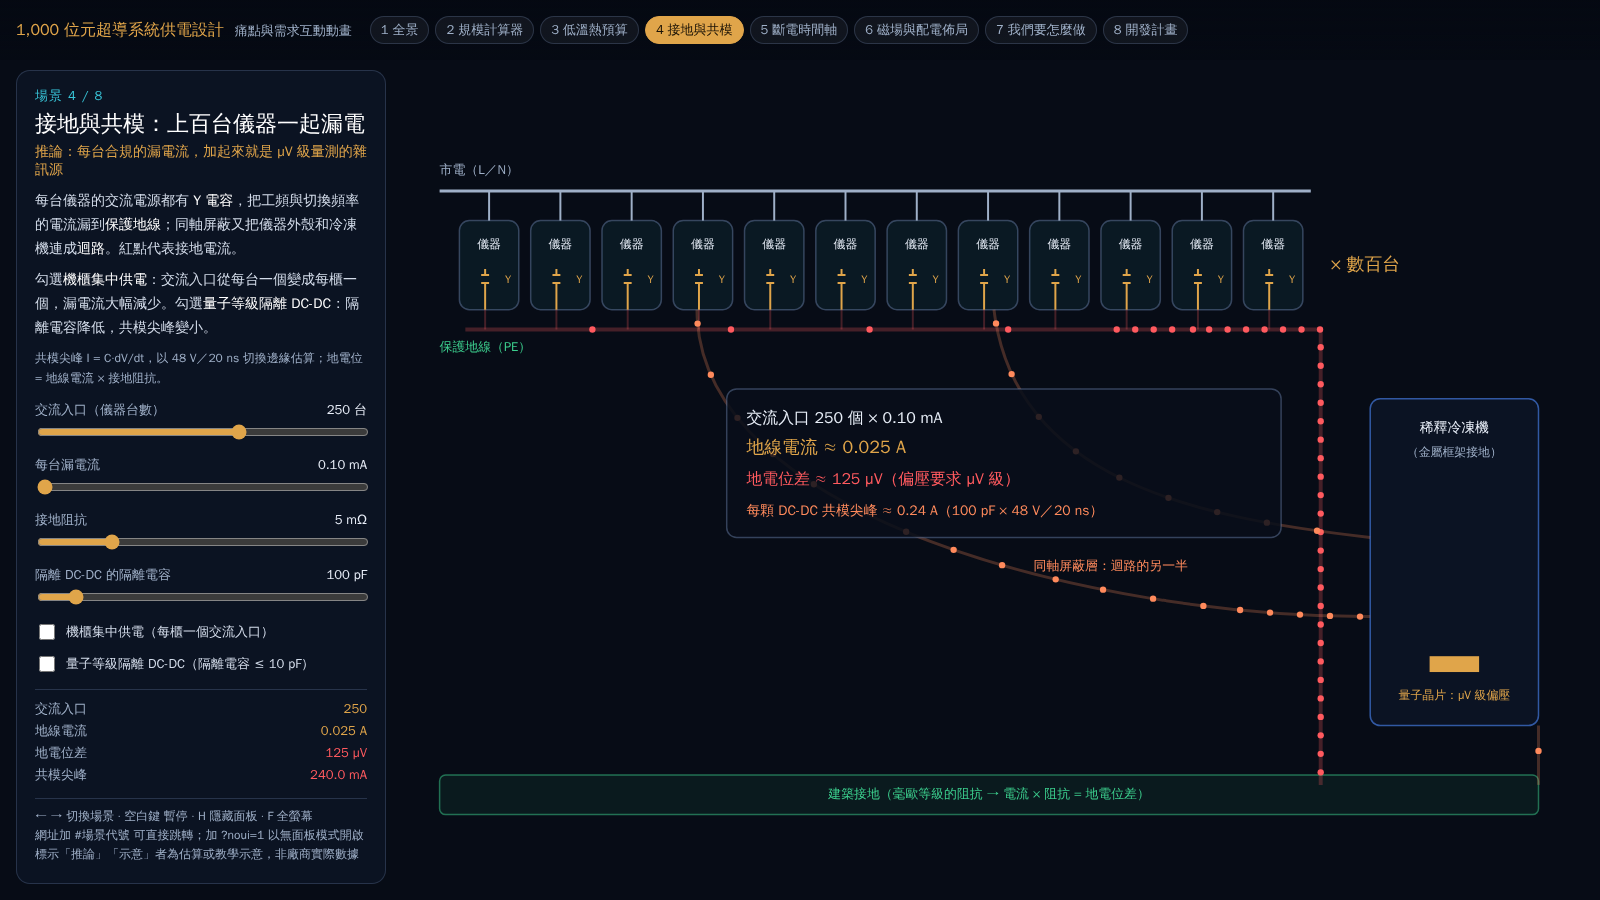 1,000 位元超導系統供電設計
痛點與需求互動動畫
1 全景
2 規模計算器
3 低溫熱預算
4 接地與共模
5 斷電時間軸
6 磁場與配電佈局
7 我們要怎麼做
8 開發計畫
場景 4 / 8
接地與共模：上百台儀器一起漏電
推論：每台合規的漏電流，加起來就是 μV 級量測的雜
訊源
每台儀器的交流電源都有 Y 電容，把工頻與切換頻率
的電流漏到保護地線；同軸屏蔽又把儀器外殼和冷凍
機連成迴路。紅點代表接地電流。
勾選機櫃集中供電：交流入口從每台一個變成每櫃一
個，漏電流大幅減少。勾選量子等級隔離 DC-DC：隔
離電容降低，共模尖峰變小。
共模尖峰 I = C·dV/dt，以 48 V／20 ns 切換邊緣估算；地電位
= 地線電流 × 接地阻抗。
交流入口（儀器台數） 250 台
每台漏電流 0.10 mA
接地阻抗 5 mΩ
隔離 DC-DC 的隔離電容 100 pF
機櫃集中供電（每櫃一個交流入口）
量子等級隔離 DC-DC（隔離電容 ≤ 10 pF）
交流入口 250
地線電流 0.025 A
地電位差 125 μV
共模尖峰 240.0 mA
← → 切換場景 · 空白鍵 暫停 · H 隱藏面板 · F 全螢幕
網址加 #場景代號 可直接跳轉；加 ?noui=1 以無面板模式開啟
標示「推論」「示意」者為估算或教學示意，非廠商實際數據
市電（L／N）
儀器 儀器 儀器 儀器 儀器 儀器 儀器 儀器 儀器 儀器 儀器 儀器
Y Y Y Y Y Y Y Y Y Y Y Y
× 數百台
保護地線（PE）
交流入口 250 個 × 0.10 mA
地線電流 ≈ 0.025 A
地電位差 ≈ 125 μV（偏壓要求 μV 級）
每顆 DC-DC 共模尖峰 ≈ 0.24 A（100 pF × 48 V／20 ns）
同軸屏蔽層：迴路的另一半
稀釋冷凍機
（金屬框架接地）
量子晶片：μV 級偏壓
建築接地（毫歐等級的阻抗 → 電流 × 阻抗 = 地電位差）